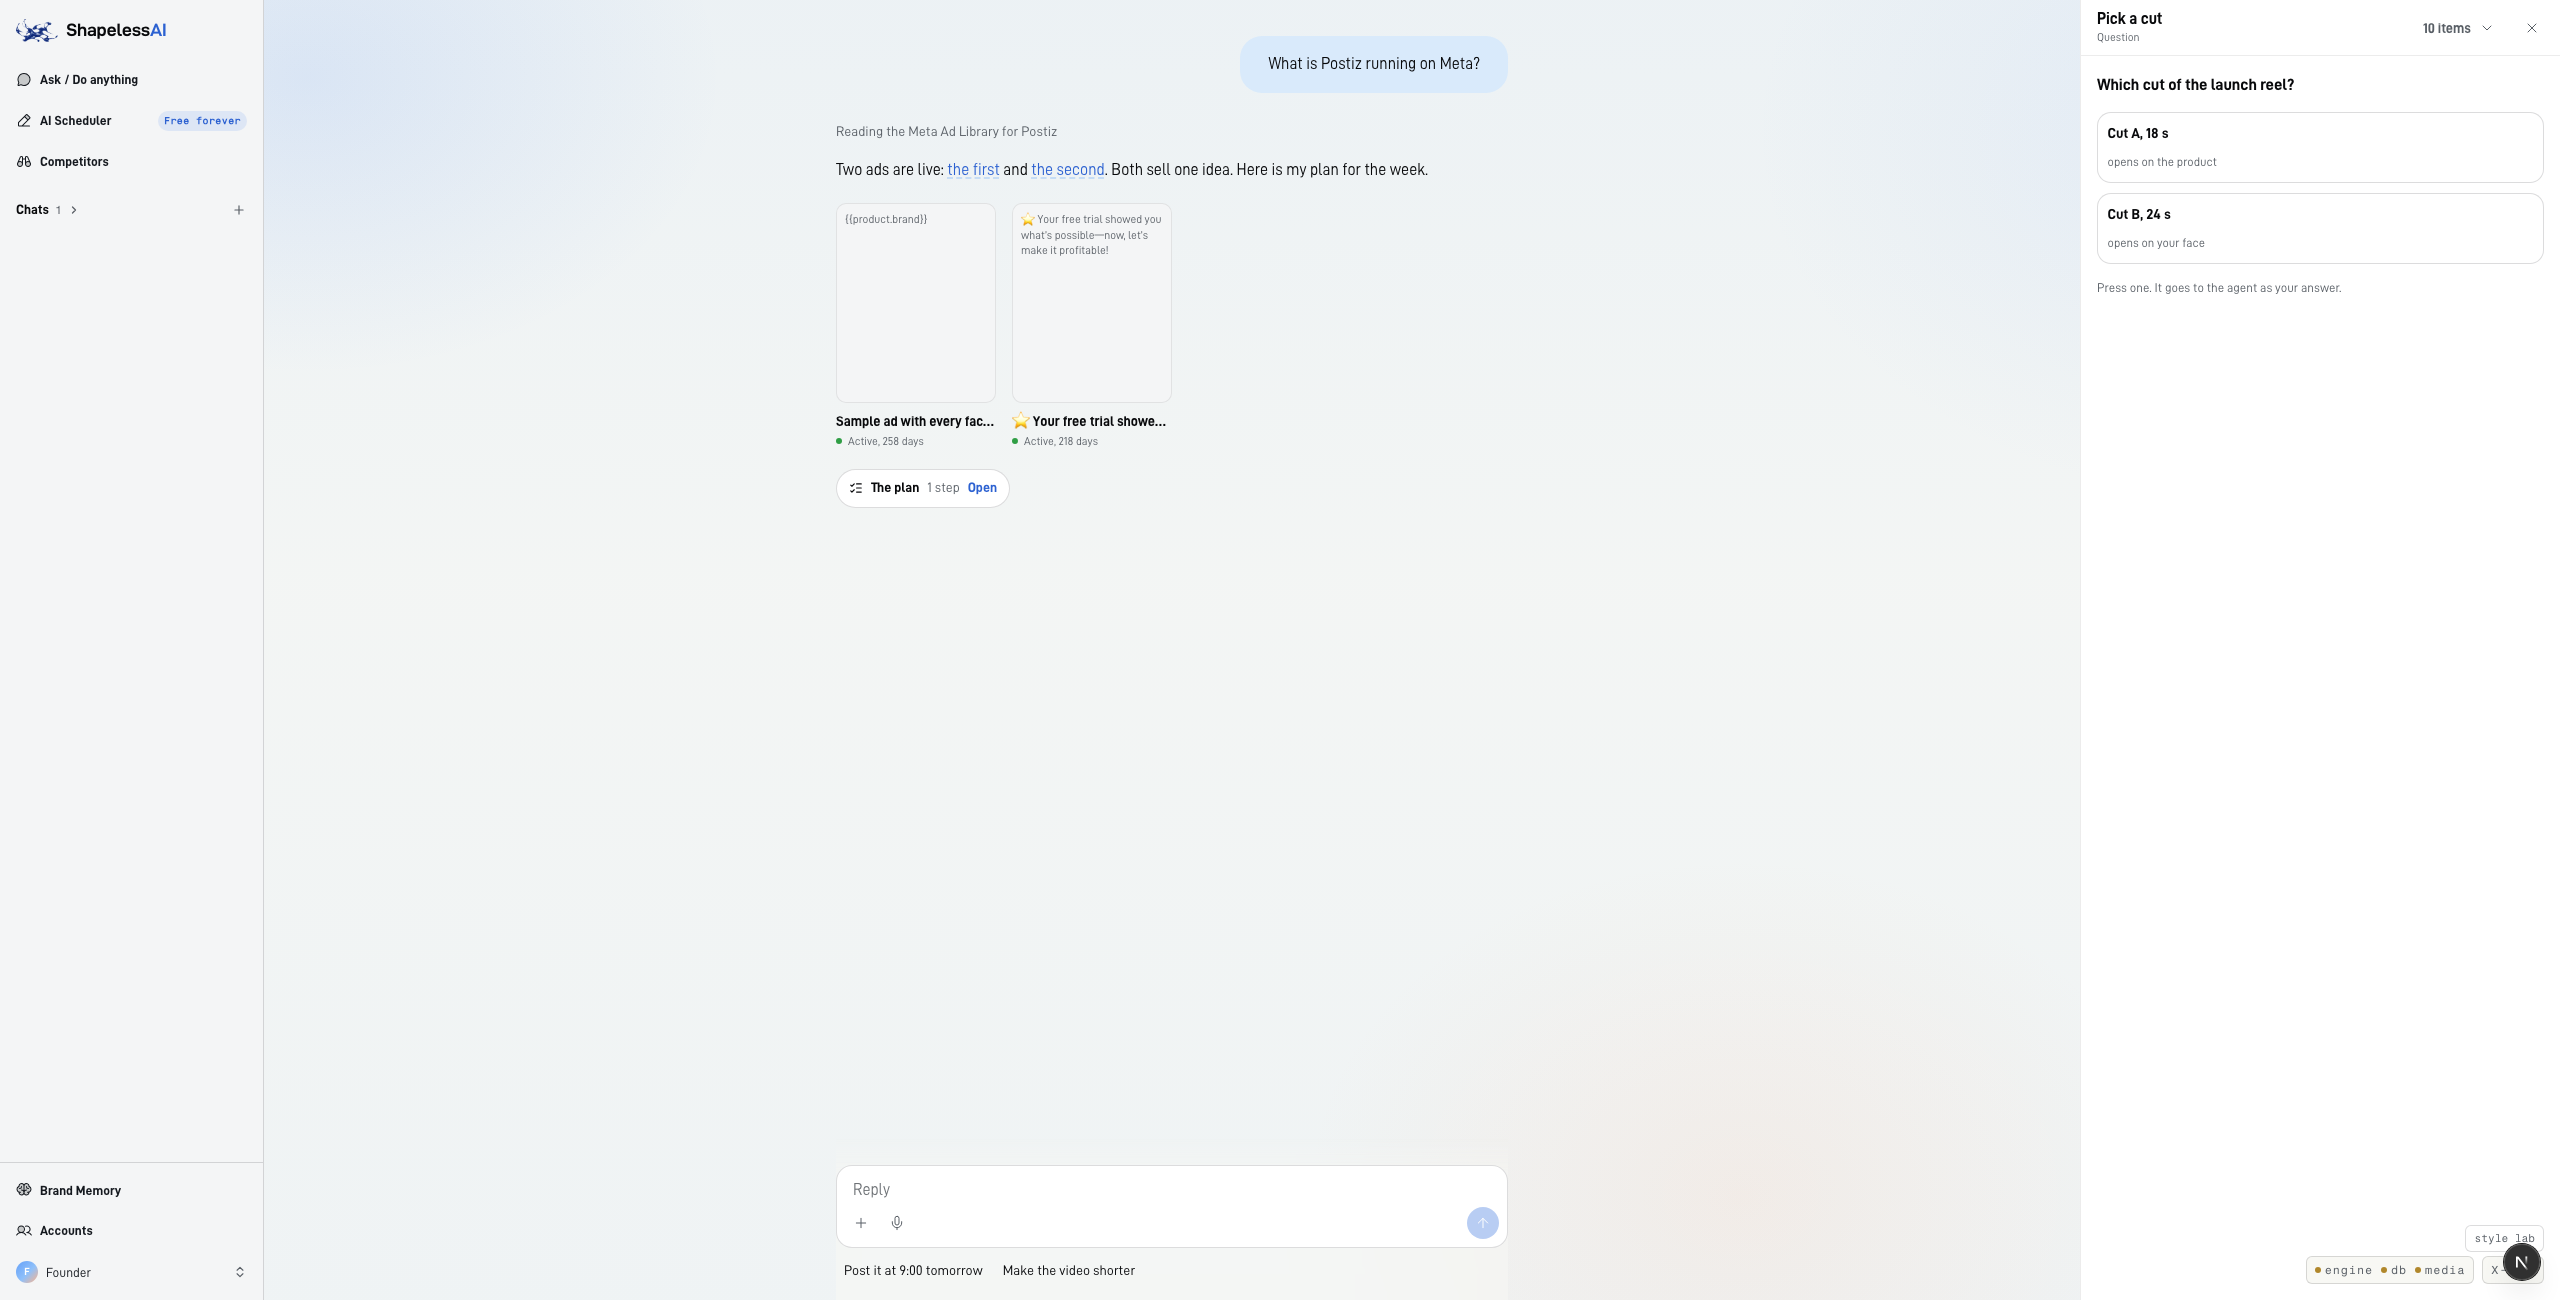 ShapelessAI
Ask / Do anything
AI Scheduler
Free forever
Competitors
Chats 1
What is Postiz running on Meta?
Reading the Meta Ad Library for Postiz
Two ads are live: the first and the second. Both sell one idea. Here is my plan for the week.
{{product.brand}}
⭐Your free trial showed you
what's possible—now, let's
make it profitable!
Sample ad with every fac...
Active, 258 days
⭐Your free trial showe...
Active, 218 days
The plan 1 step Open
Reply
Post it at 9:00 tomorrow
Make the video shorter
Brand Memory
Accounts
F
Founder
Pick a cut
Question
10 items
Which cut of the launch reel?
Cut A, 18 s
opens on the product
Cut B, 24 s
opens on your face
Press one. It goes to the agent as your answer.
style lab
engine db media
N